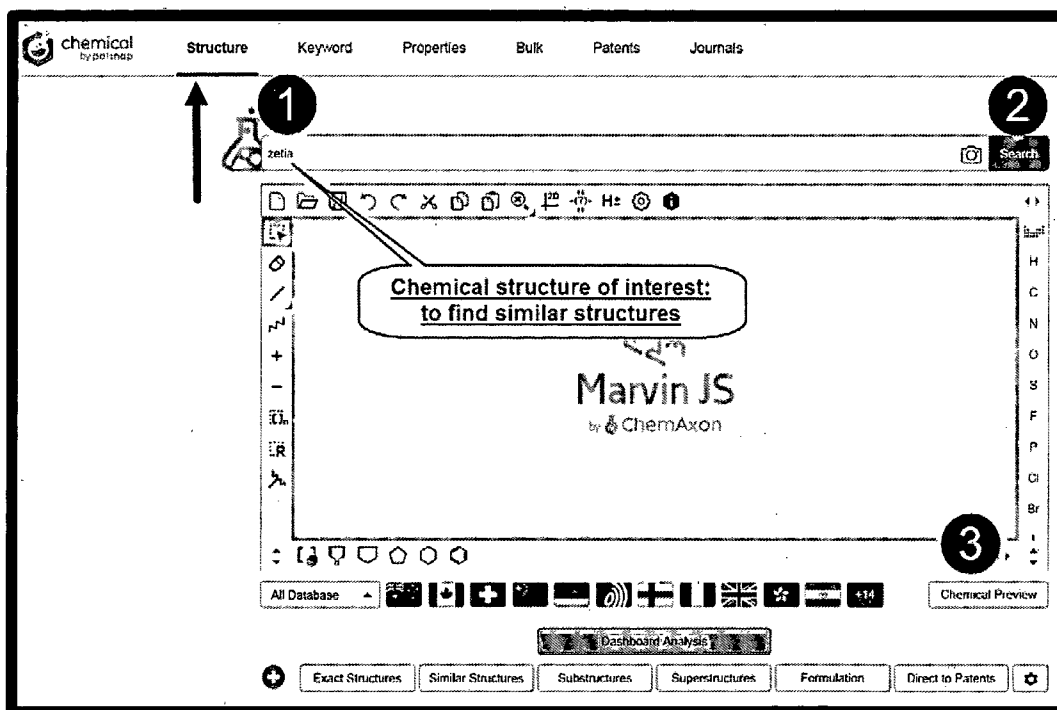 chemical
by patsnap
Structure Keyword Properties Bulk Patents Journals
1
2
zetia
Search
2D
(?)
H±
H
C
Chemical structure of interest:
to find similar structures
N
O
S
Marvin JS
by ChemAxon
F
R
P
Cl
Br
3
All Database
+14
Chemical Preview
Dashboard Analysis
Exact Structures Similar Structures Substructures Superstructures Formulation Direct to Patents